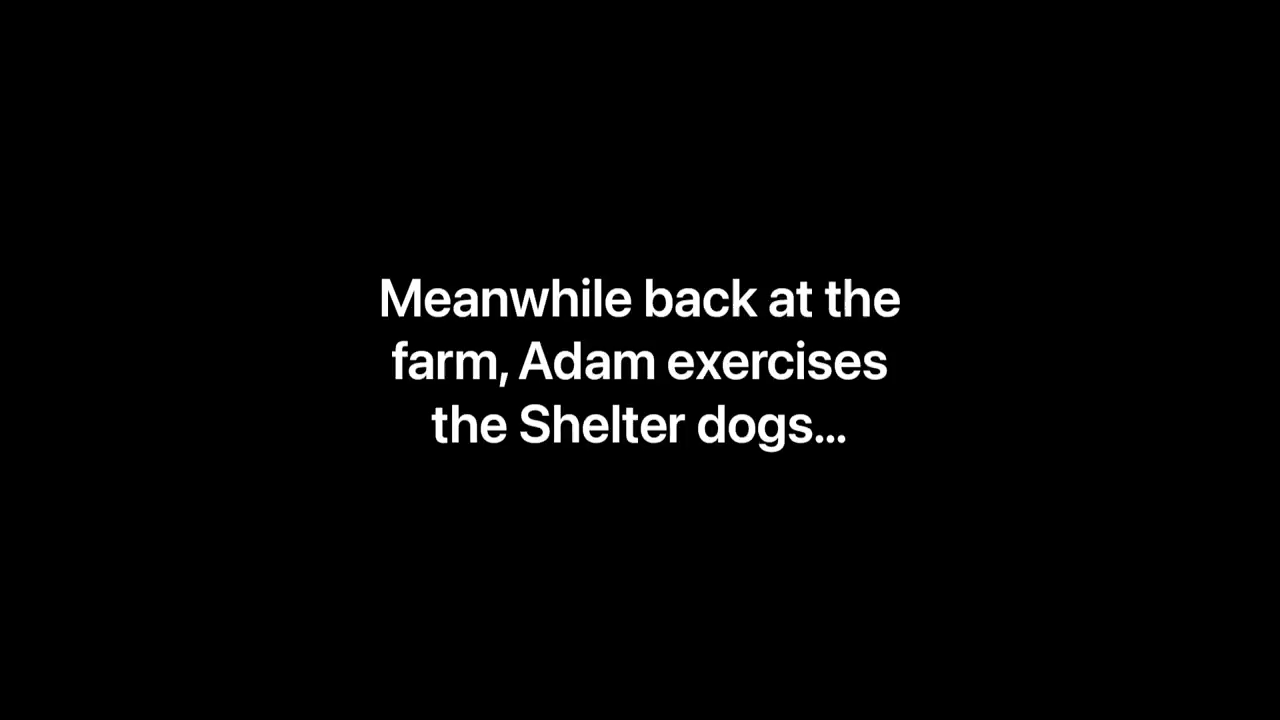 Meanwhile back at the
farm, Adam exercises
the Shelter dogs...